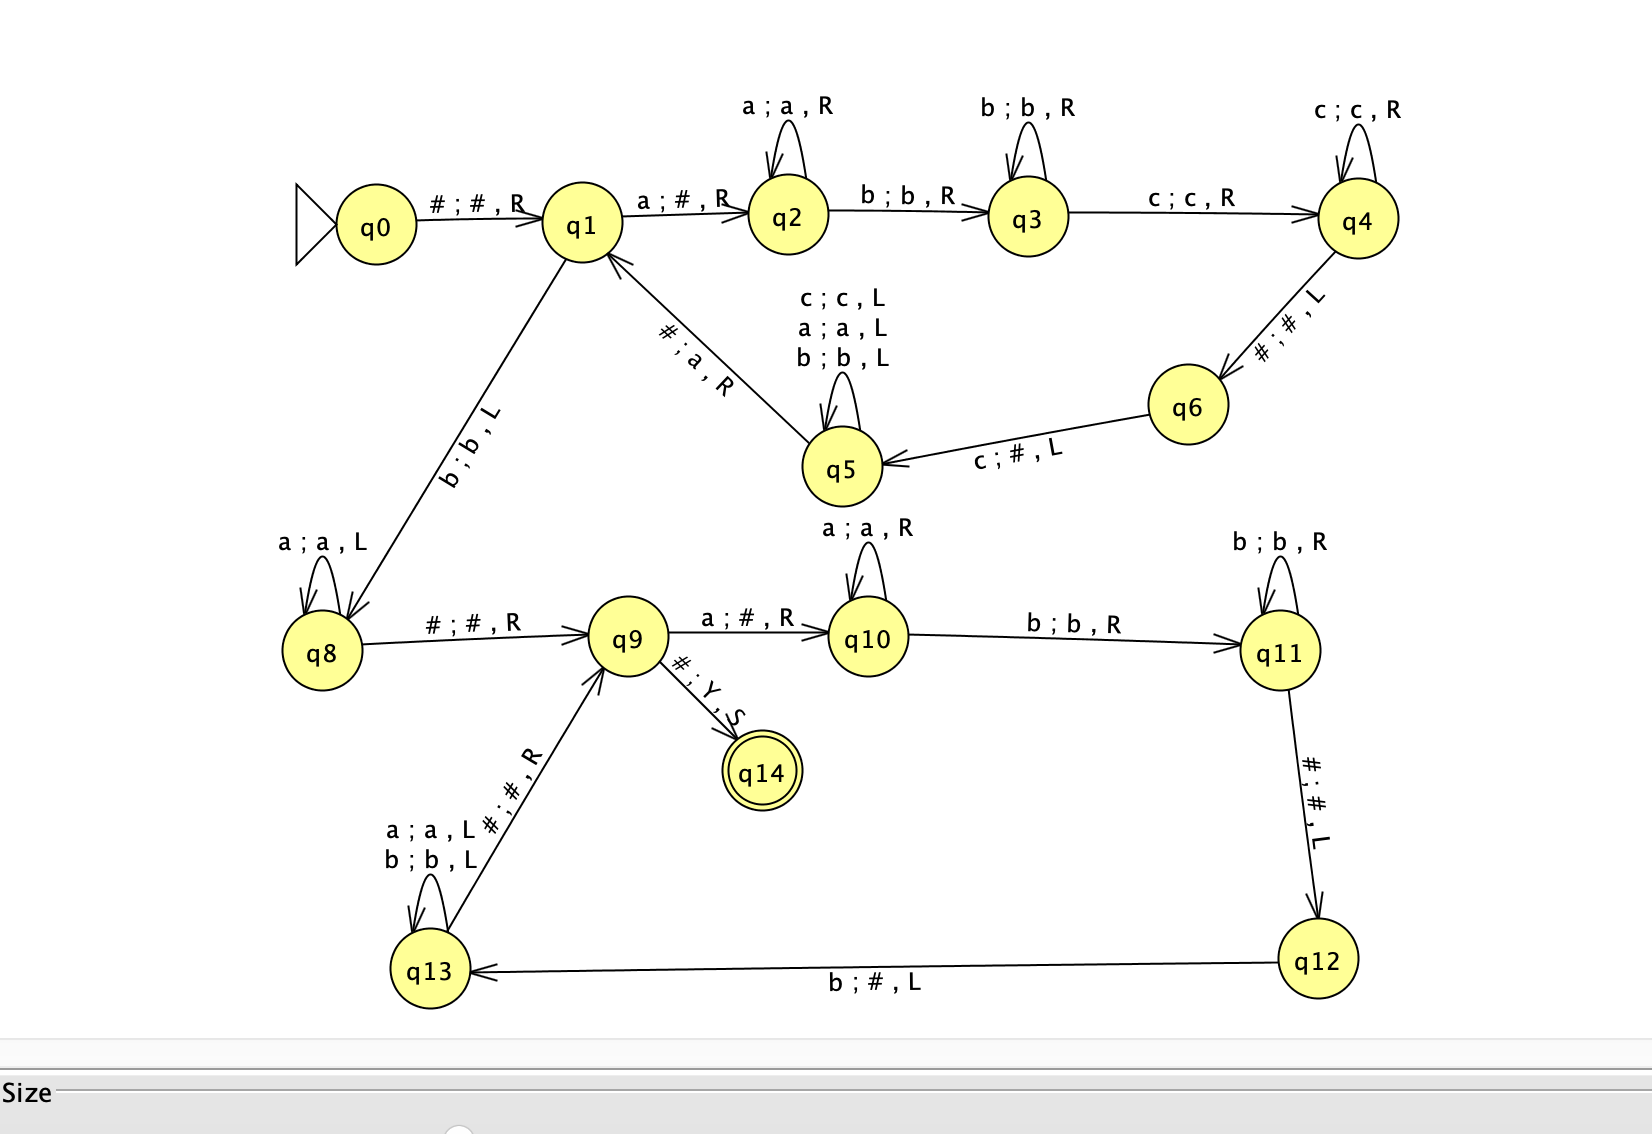 a ; a , R
b ; b , R
c ; c , R
# ; # , R
a ; # , R
b ; b , R
c ; c , R
q0
q1
q2
q3
q4
c ; c , L
a ; a , L
b ; b , L
# ; a , R
# ; # , L
q6
q5
c ; # , L
b ; b , L
a ; a , L
a ; a , R
b ; b , R
# ; # , R
a ; # , R
b ; b , R
q8
q9
q10
q11
# ; Y , S
q14
# ; # , R
# ; # , L
a ; a , L
b ; b , L
q13
q12
b ; # , L
Size